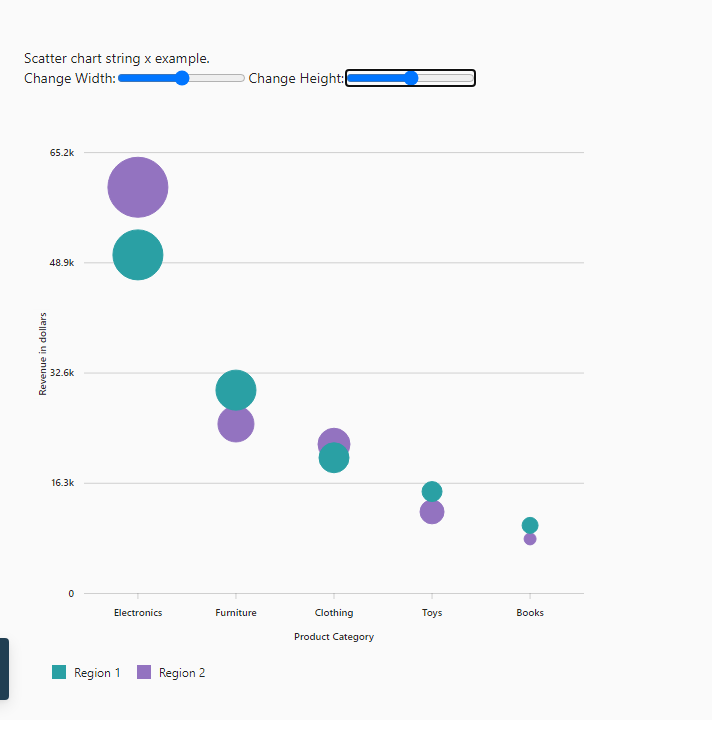 Scatter chart string x example.
Change Width: Change Height:
65.2k
48.9k
32.6k
16.3k
0
Revenue in dollars
Electronics Furniture Clothing Toys Books
Product Category
Region 1 Region 2